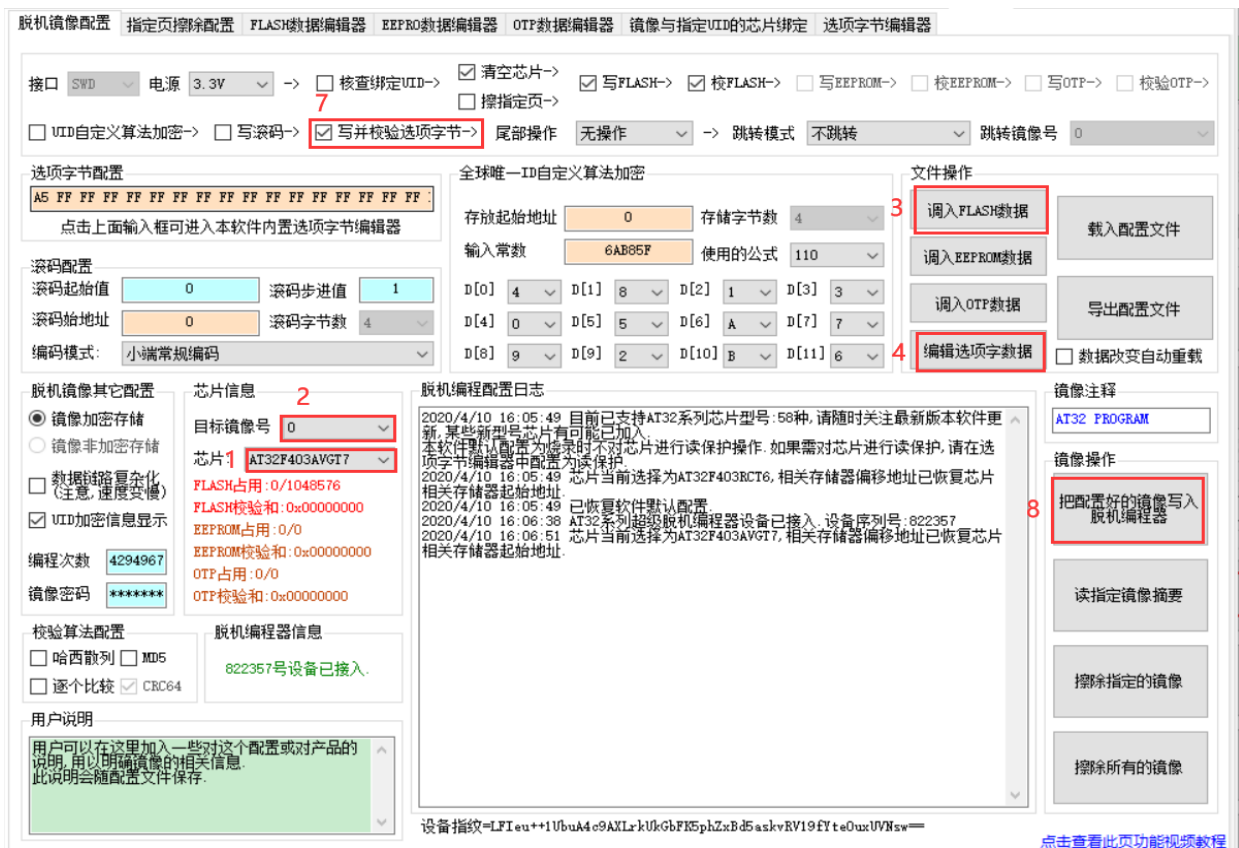 脱机镜像配置 指定页擦除配置 FLASH数据编辑器 EEPRO数据编辑器 OTP数据编辑器 镜像与指定UID的芯片绑定 选项字节编辑器
接口 SWD 电源 3.3V -> 核查绑定UID-> 清空芯片-> 写FLASH-> 校FLASH-> 写EEPROM-> 校EEPROM-> 写OTP-> 校验OTP->
擦指定页->
7
UID自定义算法加密-> 写滚码-> 写并校验选项字节-> 尾部操作 无操作 -> 跳转模式 不跳转 跳转镜像号 0
选项字节配置
A5 FF FF FF FF FF FF FF FF FF FF FF FF FF FF FF FF
点击上面输入框可进入本软件内置选项字节编辑器
滚码配置
滚码起始值 0 滚码步进值 1
滚码始地址 0 滚码字节数 4
编码模式: 小端常规编码
全球唯一ID自定义算法加密
存放起始地址 0 存储字节数 4
输入常数 6AB85F 使用的公式 110
D[0] 4 D[1] 8 D[2] 1 D[3] 3
D[4] 0 D[5] 5 D[6] A D[7] 7
D[8] 9 D[9] 2 D[10] B D[11] 6
文件操作
3 调入FLASH数据 载入配置文件
调入EEPROM数据
调入OTP数据 导出配置文件
4 编辑选项字数据 数据改变自动重载
脱机镜像其它配置
镜像加密存储
镜像非加密存储
数据链路复杂化
(注意,速度变慢)
UID加密信息显示
编程次数 4294967
镜像密码 *******
芯片信息
2
目标镜像号 0
芯片: 1 AT32F403AVGT7
FLASH占用:0/1048576
FLASH校验和:0x00000000
EEPROM占用:0/0
EEPROM校验和:0x00000000
OTP占用:0/0
OTP校验和:0x00000000
校验算法配置
哈西散列 MD5
逐个比较 CRC64
脱机编程器信息
822357号设备已接入.
用户说明
用户可以在这里加入一些对这个配置或对产品的
说明,用以明确镜像的相关信息.
此说明会随配置文件保存.
脱机编程配置日志
2020/4/10 16:05:49 目前已支持AT32系列芯片型号:58种,请随时关注最新版本软件更
新,某些新型号芯片有可能已加入.
本软件默认配置为烧录时不对芯片进行读保护操作.如果需对芯片进行读保护,请在选
项字节编辑器中配置为读保护.
2020/4/10 16:05:49 芯片当前选择为AT32F403RCT6,相关存储器偏移地址已恢复芯片
相关存储器起始地址.
2020/4/10 16:05:49 已恢复软件默认配置.
2020/4/10 16:06:38 AT32系列超级脱机编程器设备已接入.设备序列号:822357
2020/4/10 16:06:51 芯片当前选择为AT32F403AVGT7,相关存储器偏移地址已恢复芯片
相关存储器起始地址.
镜像注释
AT32 PROGRAM
镜像操作
8 把配置好的镜像写入
脱机编程器
读指定镜像摘要
擦除指定的镜像
擦除所有的镜像
设备指纹=LFIeu++1UbuA4c9AXLrkUkGbFK5phZxBd5askvRV19fYteOuxUVNsw==
点击查看此页功能视频教程